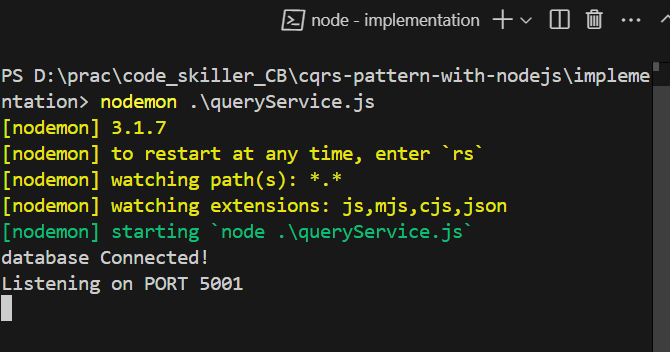 node - implementation
PS D:\prac\code_skiller_CB\cqrs-pattern-with-nodejs\impleme
ntation> nodemon .\queryService.js
[nodemon] 3.1.7
[nodemon] to restart at any time, enter `rs`
[nodemon] watching path(s): *.*
[nodemon] watching extensions: js,mjs,cjs,json
[nodemon] starting `node .\queryService.js`
database Connected!
Listening on PORT 5001